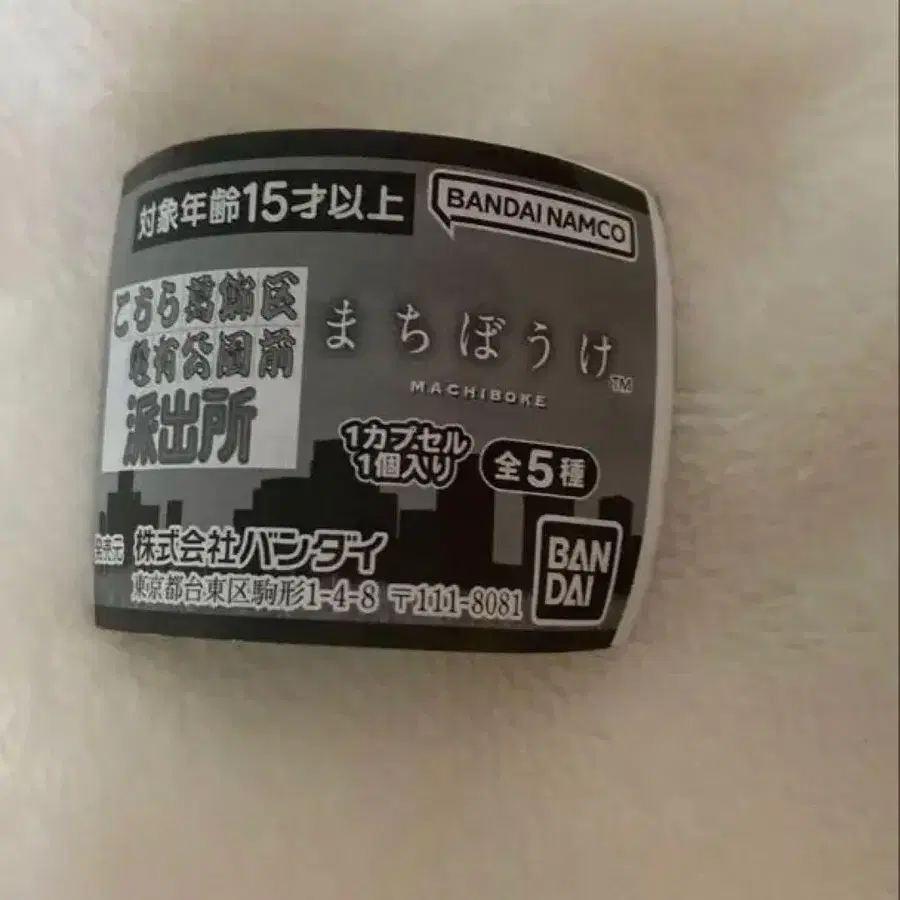 対象年齢15才以上
BANDAI NAMCO
こちら葛飾区
亀有公園前
派出所
まちぼうけ™
MACHIBOKE
1カプセル
1個入り
全5種
発売元 株式会社バンダイ
東京都台東区駒形1-4-8 〒111-8081
BAN
DAI